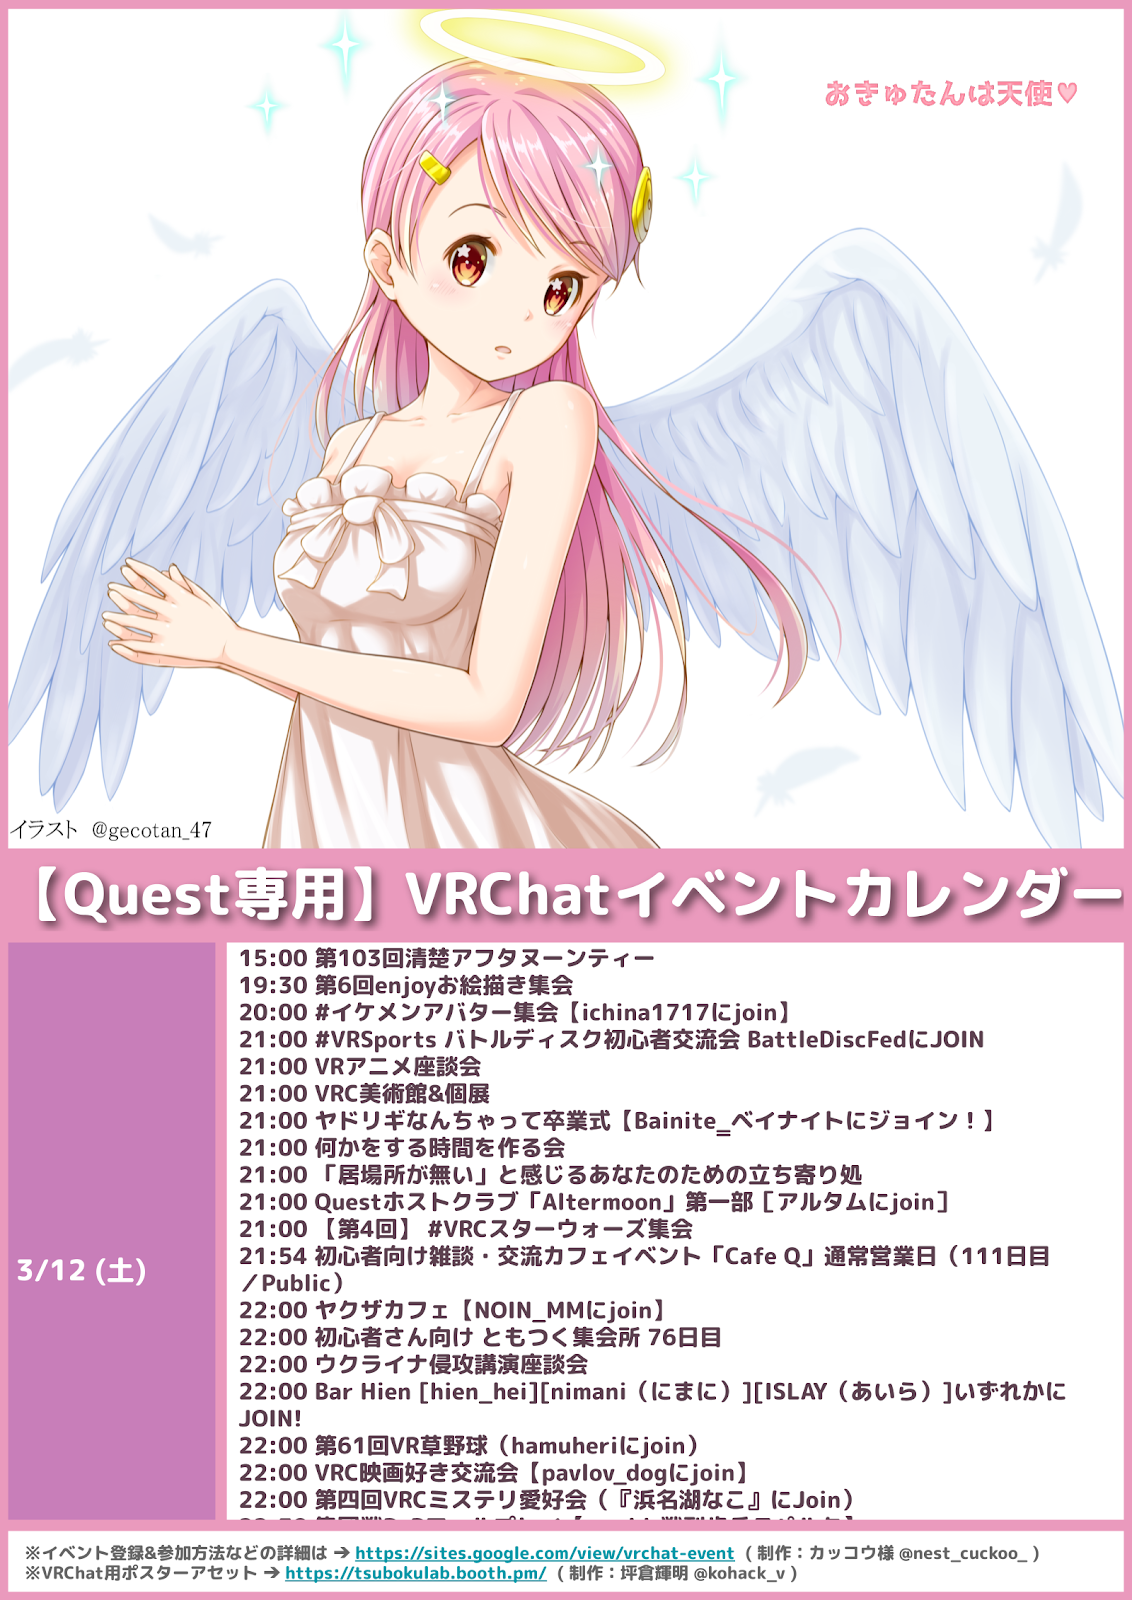 おきゅたんは天使♥
イラスト @gecotan_47
【Quest専用】VRChatイベントカレンダー
3/12 (土)
15:00 第103回清楚アフタヌーンティー
19:30 第6回enjoyお絵描き集会
20:00 #イケメンアバター集会【ichina1717にjoin】
21:00 #VRSports バトルディスク初心者交流会 BattleDiscFedにJOIN
21:00 VRアニメ座談会
21:00 VRC美術館&個展
21:00 ヤドリギなんちゃって卒業式【Bainite‗ベイナイトにジョイン！】
21:00 何かをする時間を作る会
21:00 「居場所が無い」と感じるあなたのための立ち寄り処
21:00 Questホストクラブ「Altermoon」第一部［アルタムにjoin］
21:00 【第4回】 #VRCスターウォーズ集会
21:54 初心者向け雑談・交流カフェイベント「Cafe Q」通常営業日（111日目
／Public）
22:00 ヤクザカフェ【NOIN_MMにjoin】
22:00 初心者さん向け ともつく集会所 76日目
22:00 ウクライナ侵攻講演座談会
22:00 Bar Hien [hien_hei][nimani（にまに）][ISLAY（あいら）]いずれかに
JOIN!
22:00 第61回VR草野球（hamuheriにjoin）
22:00 VRC映画好き交流会【pavlov_dogにjoin】
22:00 第四回VRCミステリ愛好会（『浜名湖なこ』にJoin）
※イベント登録&参加方法などの詳細は ➔ https://sites.google.com/view/vrchat-event ( 制作：カッコウ様 @nest_cuckoo_ )
※VRChat用ポスターアセット ➔ https://tsubokulab.booth.pm/ ( 制作：坪倉輝明 @kohack_v )